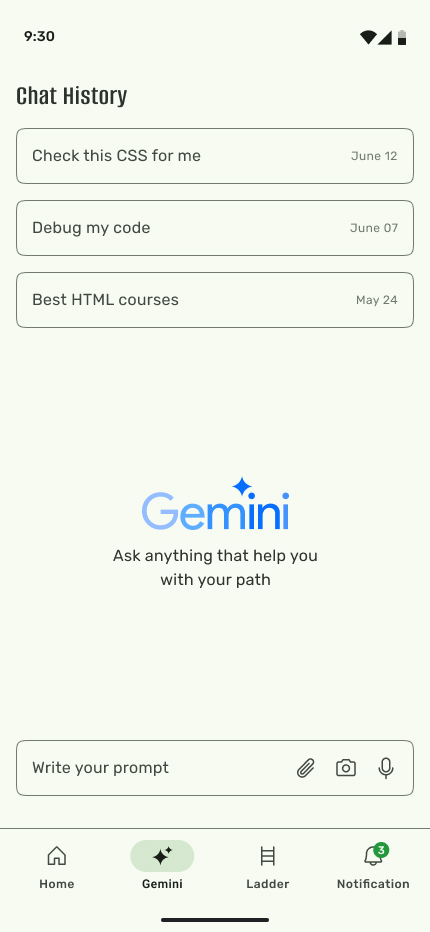 9:30
Chat History
Check this CSS for me
June 12
Debug my code
June 07
Best HTML courses
May 24
Gemini
Ask anything that help you
with your path
Write your prompt
3
Home
Gemini
Ladder
Notification